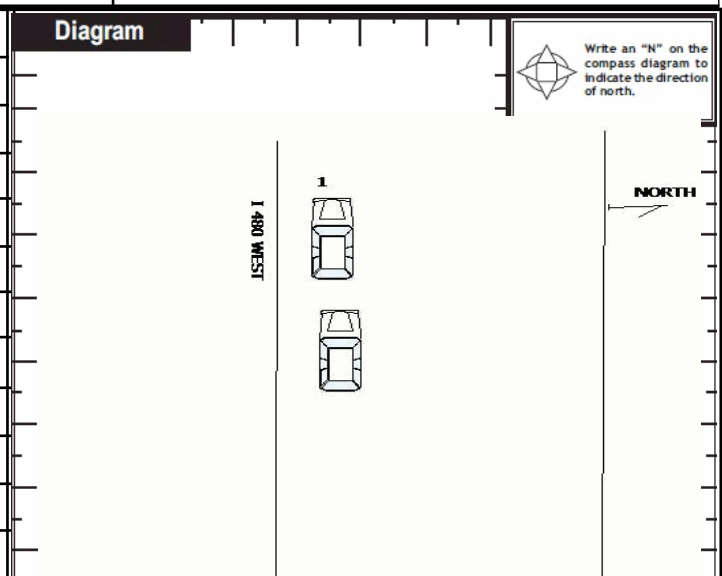 Diagram
Write an "N" on the
compass diagram to
indicate the direction
of north.
1
NORTH
I 480 WEST